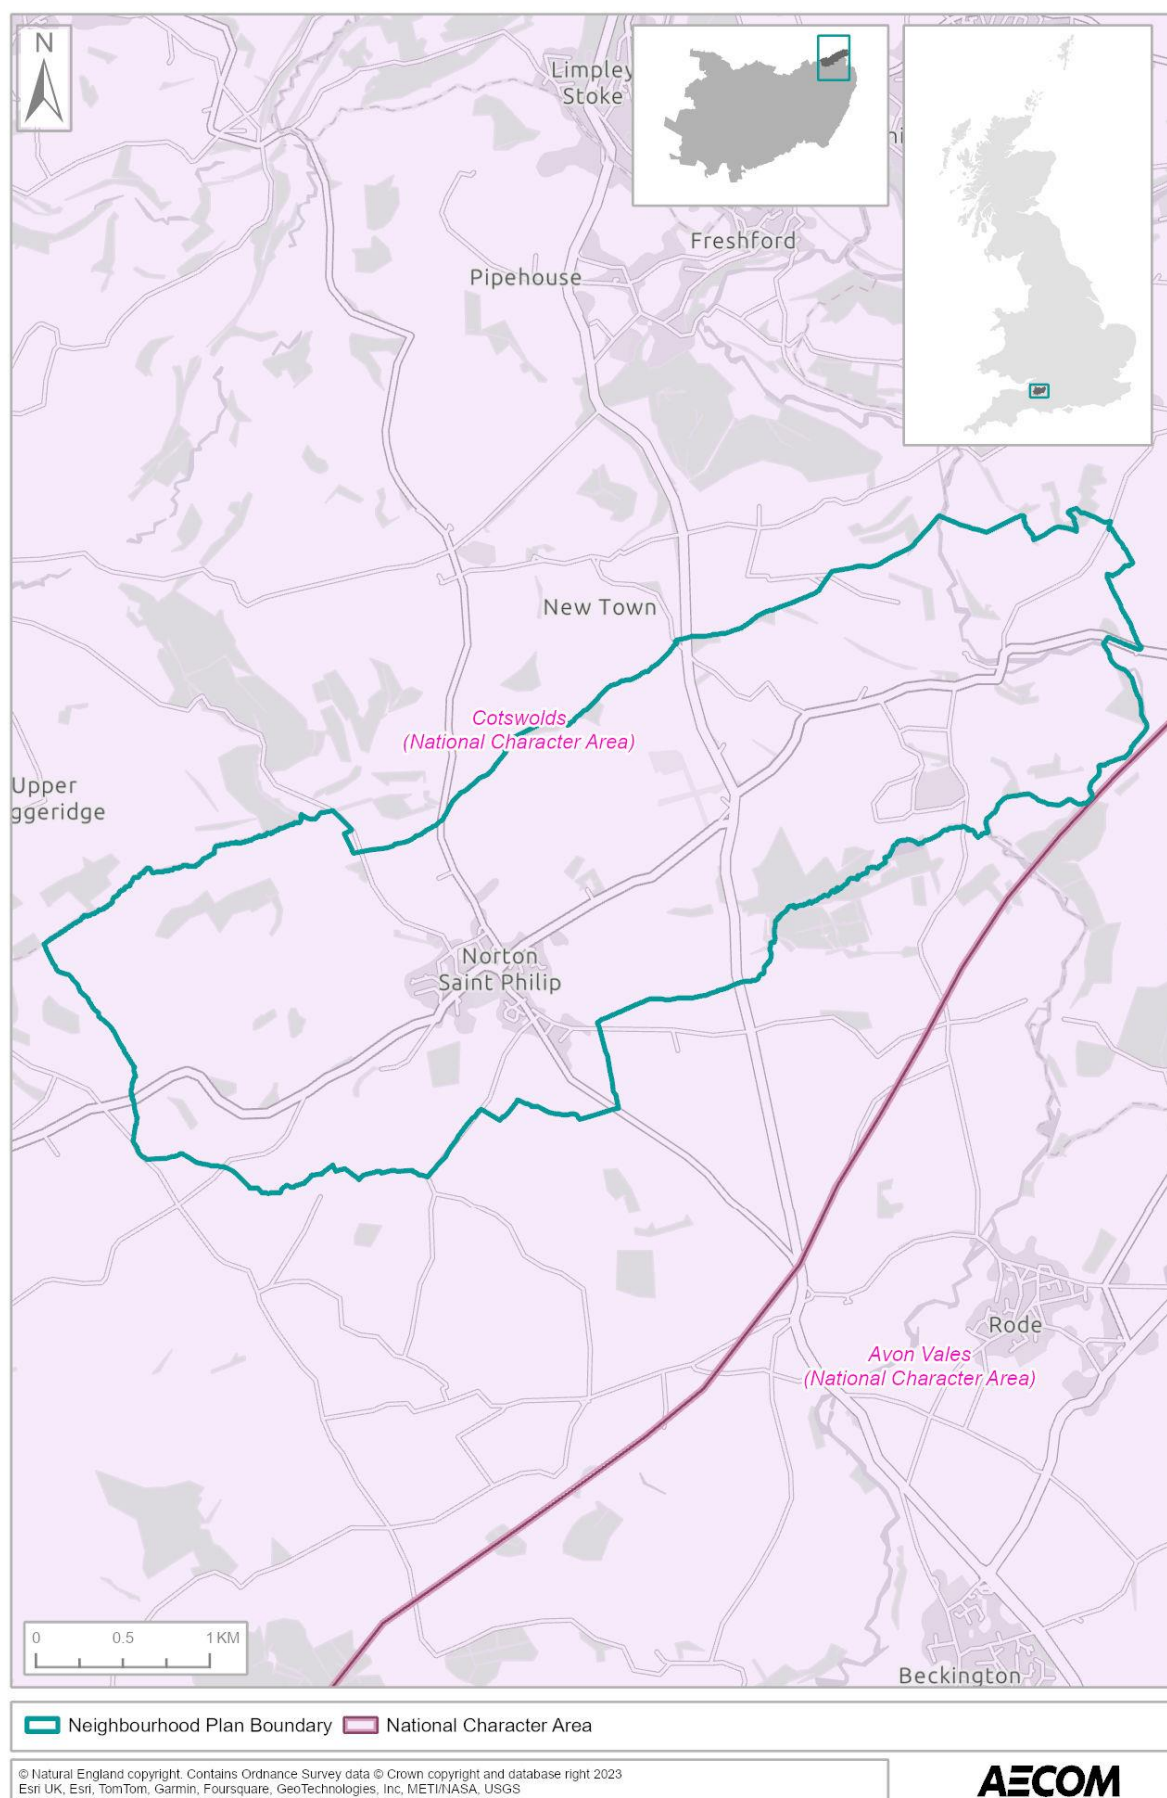 N
Limpley
Stoke
Freshford
Pipehouse
New Town
Cotswolds
(National Character Area)
Upper
ggeridge
Norton
Saint Philip
Rode
Avon Vales
(National Character Area)
Beckington
0 0.5 1 KM
Neighbourhood Plan Boundary National Character Area
© Natural England copyright. Contains Ordnance Survey data © Crown copyright and database right 2023
Esri UK, Esri, TomTom, Garmin, Foursquare, GeoTechnologies, Inc, METI/NASA, USGS
AECOM